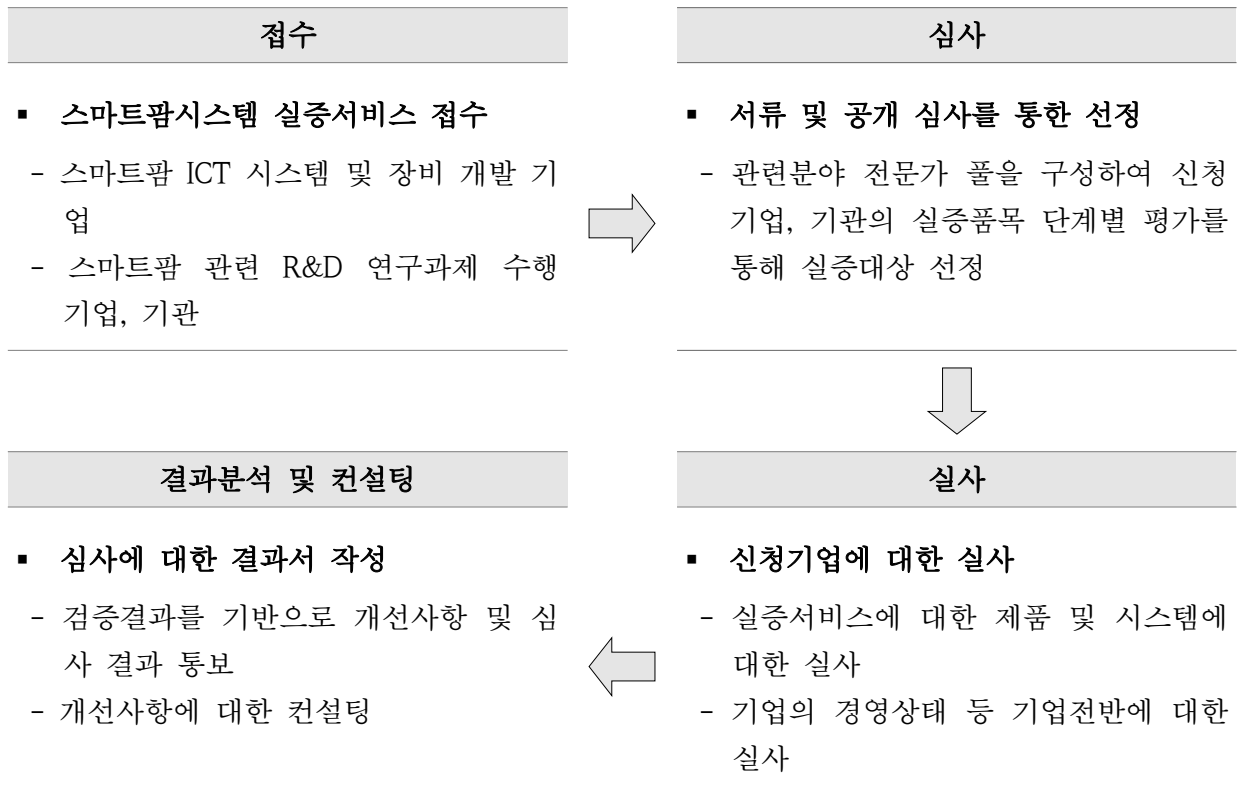 접수
▪ 스마트팜시스템 실증서비스 접수
- 스마트팜 ICT 시스템 및 장비 개발 기
업
- 스마트팜 관련 R&D 연구과제 수행
기업, 기관
심사
▪ 서류 및 공개 심사를 통한 선정
- 관련분야 전문가 풀을 구성하여 신청
기업, 기관의 실증품목 단계별 평가를
통해 실증대상 선정
실사
▪ 신청기업에 대한 실사
- 실증서비스에 대한 제품 및 시스템에
대한 실사
- 기업의 경영상태 등 기업전반에 대한
실사
결과분석 및 컨설팅
▪ 심사에 대한 결과서 작성
- 검증결과를 기반으로 개선사항 및 심
사 결과 통보
- 개선사항에 대한 컨설팅